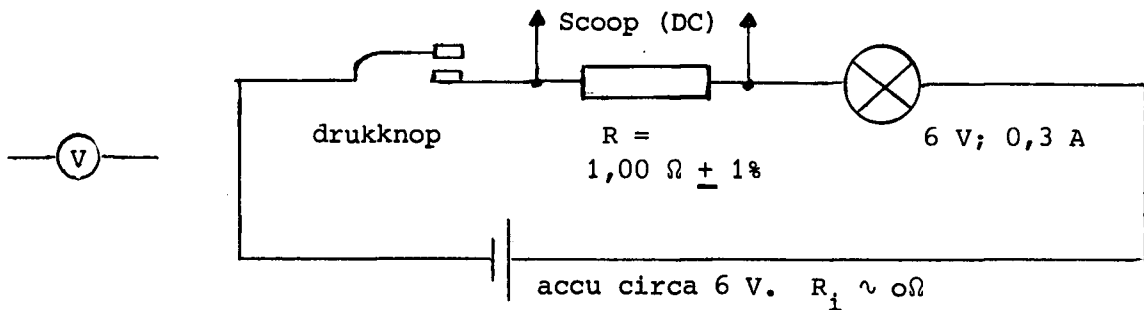 Scoop (DC)
drukknop
R =
1,00 Ω ± 1%
6 V; 0,3 A
V
accu circa 6 V. R_i ~ oΩ